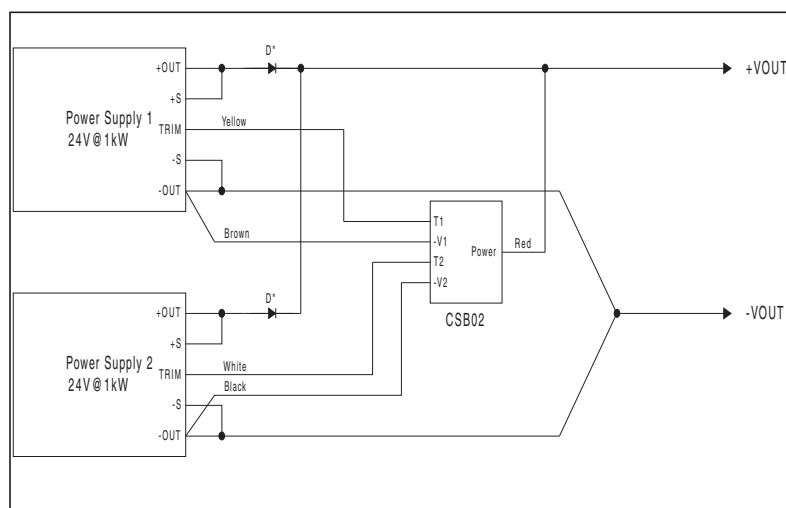 D*
+OUT
+VOUT
+S
Power Supply 1
24V@1kW
TRIM
Yellow
-S
-OUT
T1
Brown
-V1
Power
Red
T2
-V2
CSB02
D*
+OUT
-VOUT
+S
Power Supply 2
24V@1kW
TRIM
White
Black
-S
-OUT